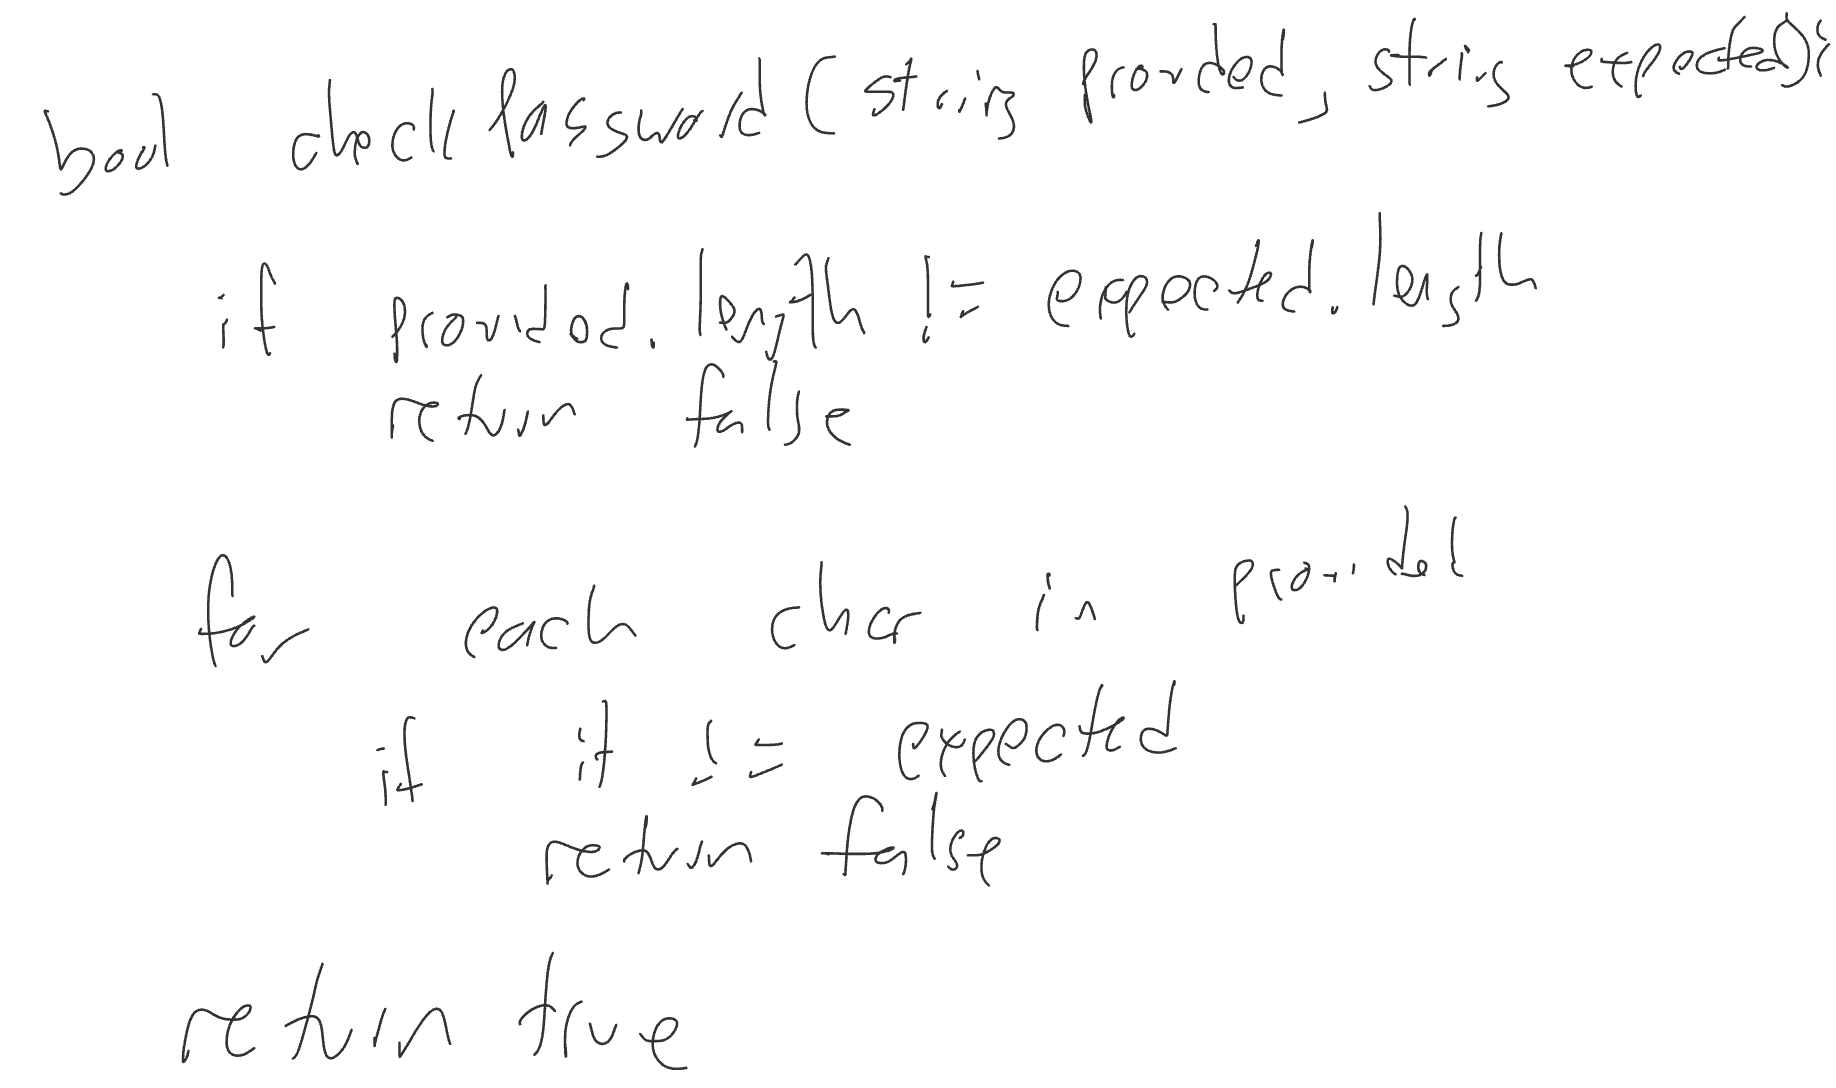 bool checkPassword (string provided, string expected):
if provided.length != expected.length
return false
for each char in provided
if it != expected
return false
return true